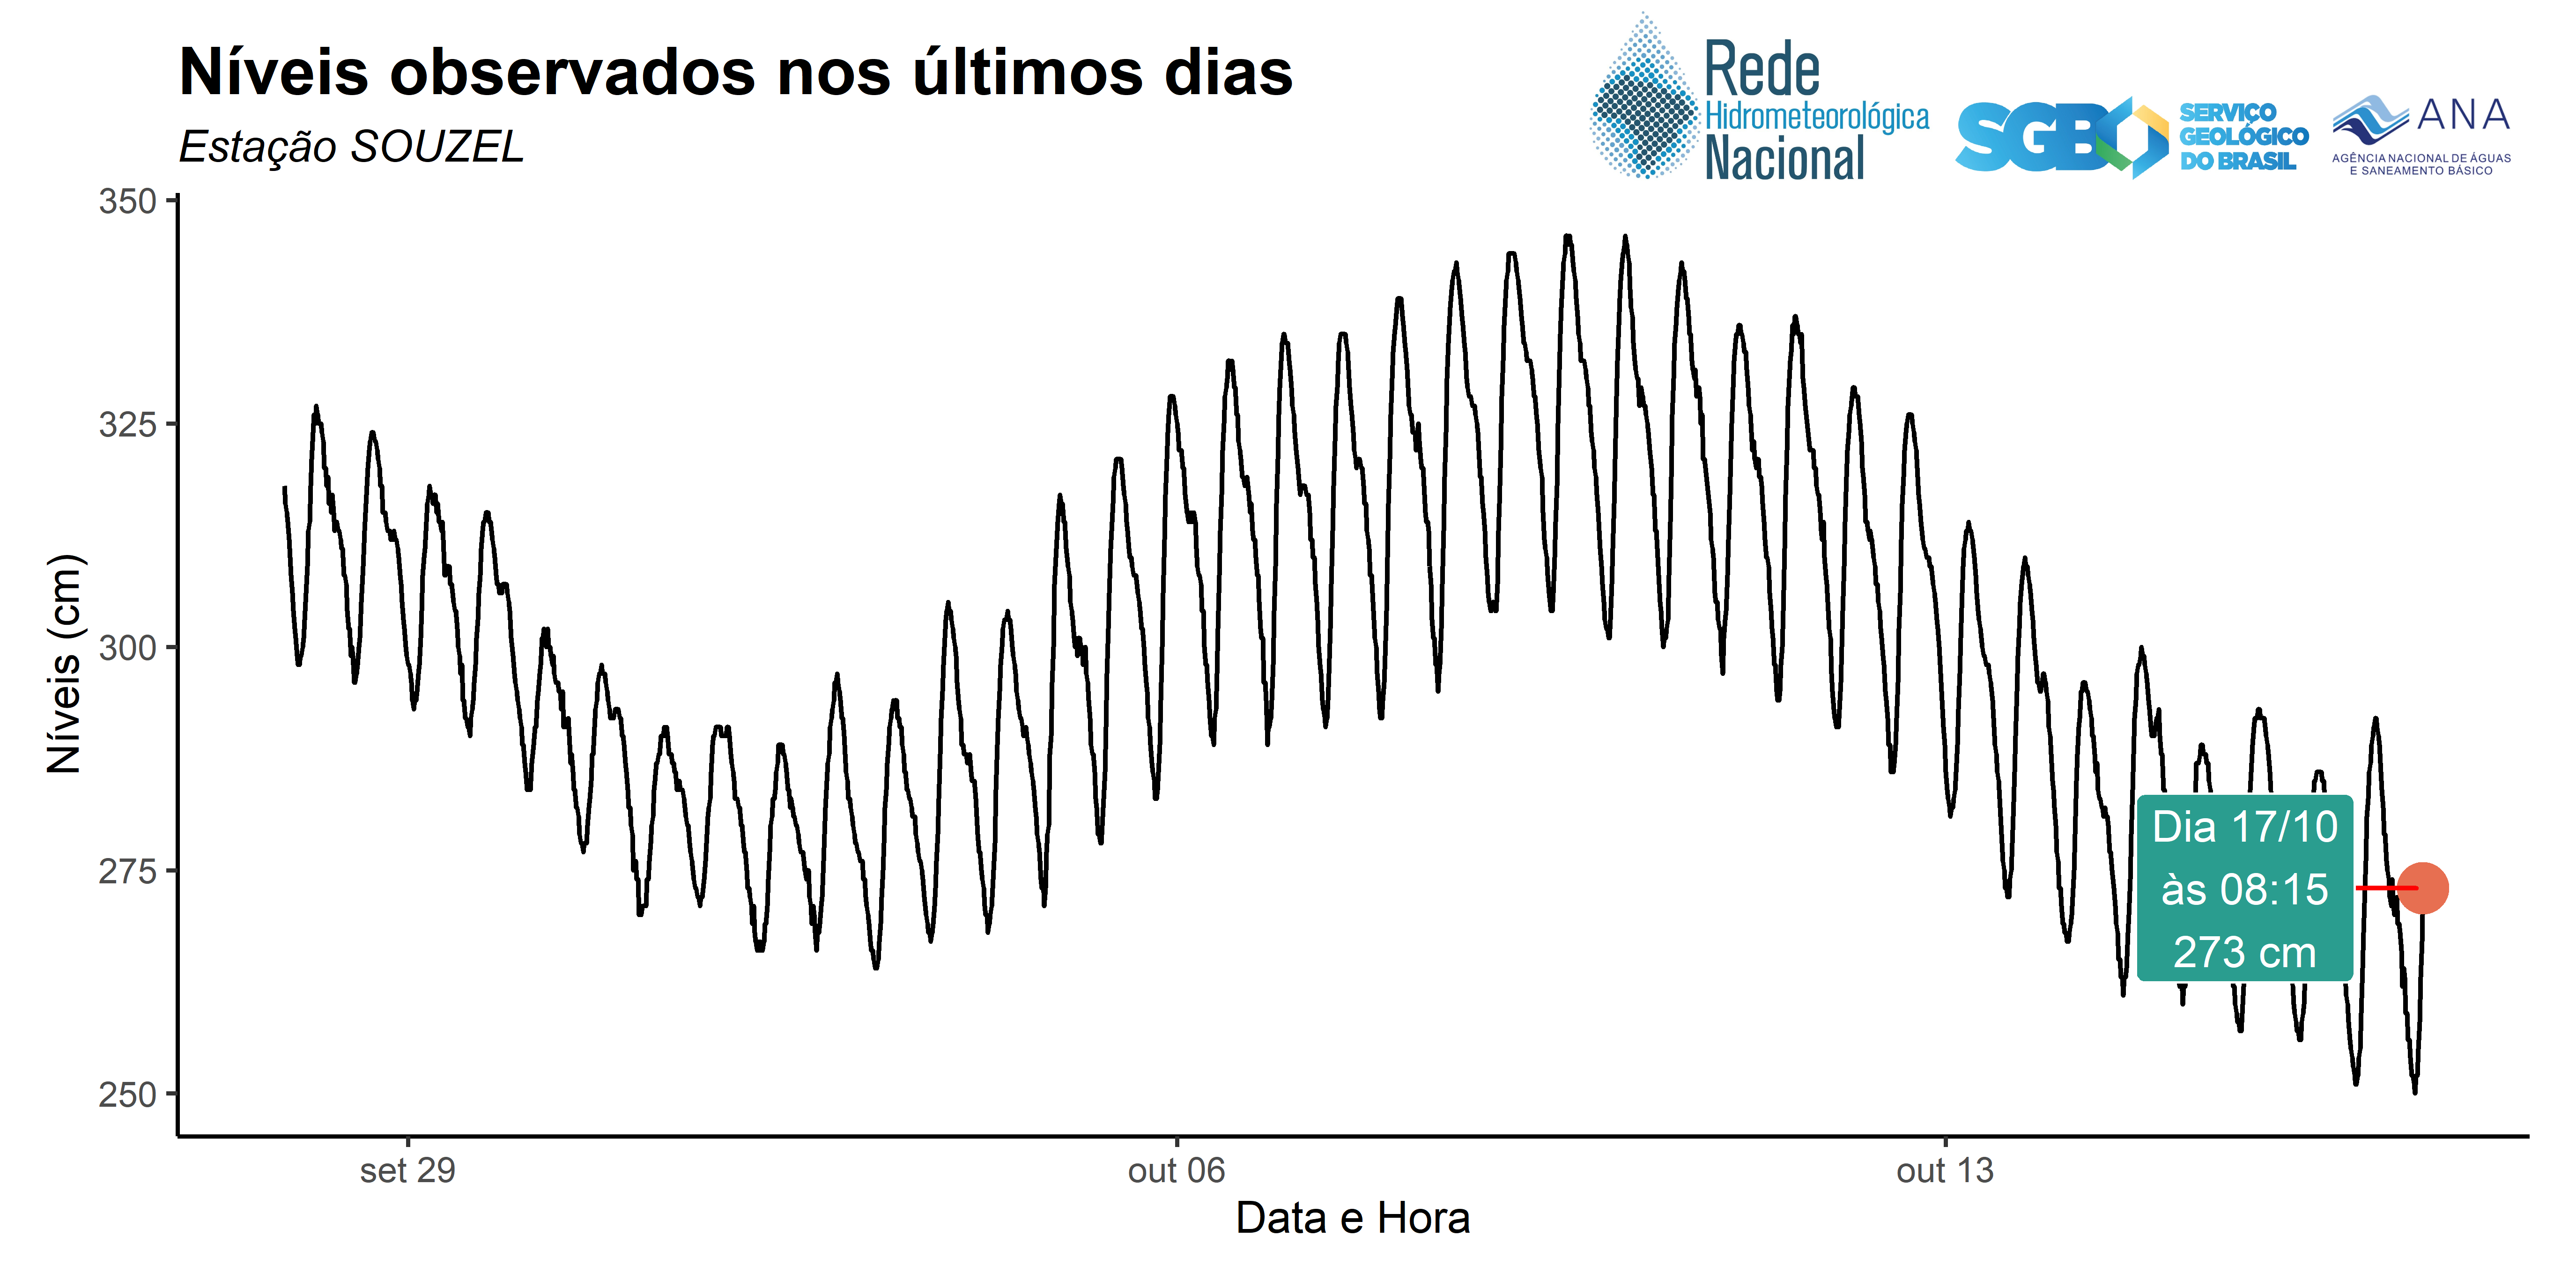 Níveis observados nos últimos dias
Estação SOUZEL
Rede
Hidrometeorológica
Nacional
SGB
SERVIÇO
GEOLÓGICO
DO BRASIL
ANA
AGÊNCIA NACIONAL DE ÁGUAS
E SANEAMENTO BÁSICO
350
325
300
275
250
Níveis (cm)
Dia 17/10
às 08:15
273 cm
set 29
out 06
out 13
Data e Hora